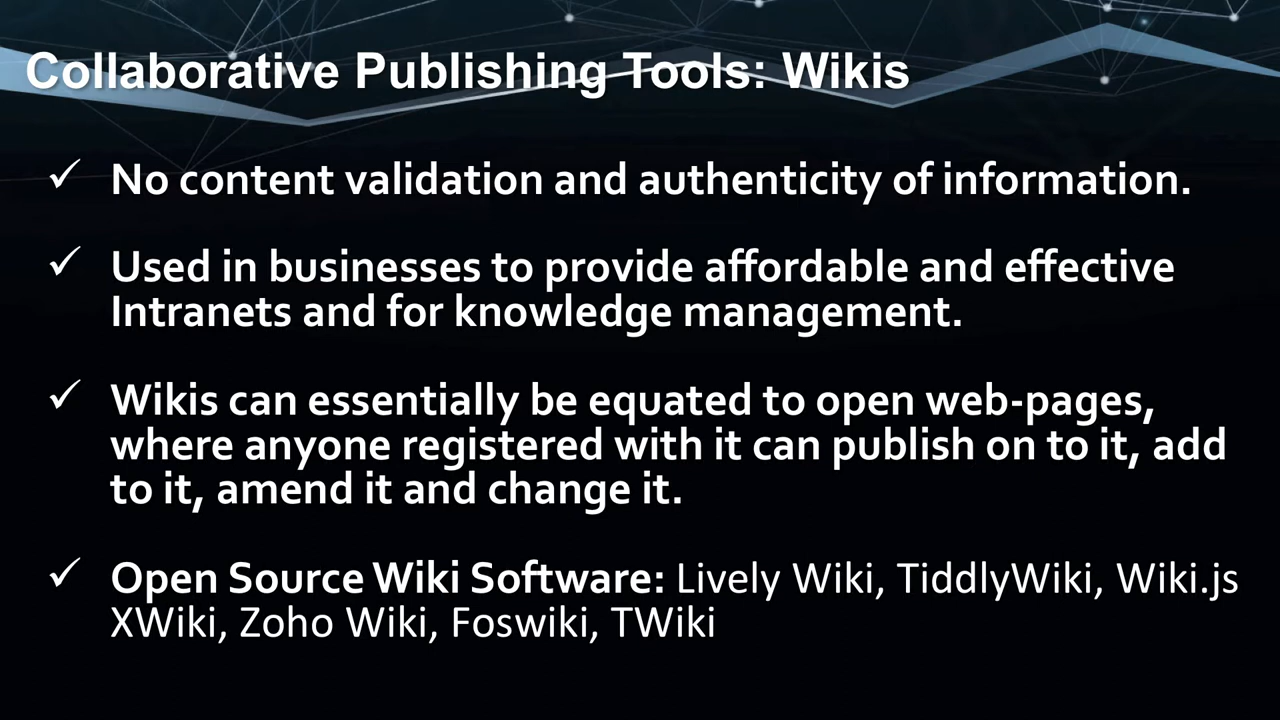 Collaborative Publishing Tools: Wikis
✓ No content validation and authenticity of information.
✓ Used in businesses to provide affordable and effective
Intranets and for knowledge management.
✓ Wikis can essentially be equated to open web-pages,
where anyone registered with it can publish on to it, add
to it, amend it and change it.
✓ Open Source Wiki Software: Lively Wiki, TiddlyWiki, Wiki.js
XWiki, Zoho Wiki, Foswiki, TWiki